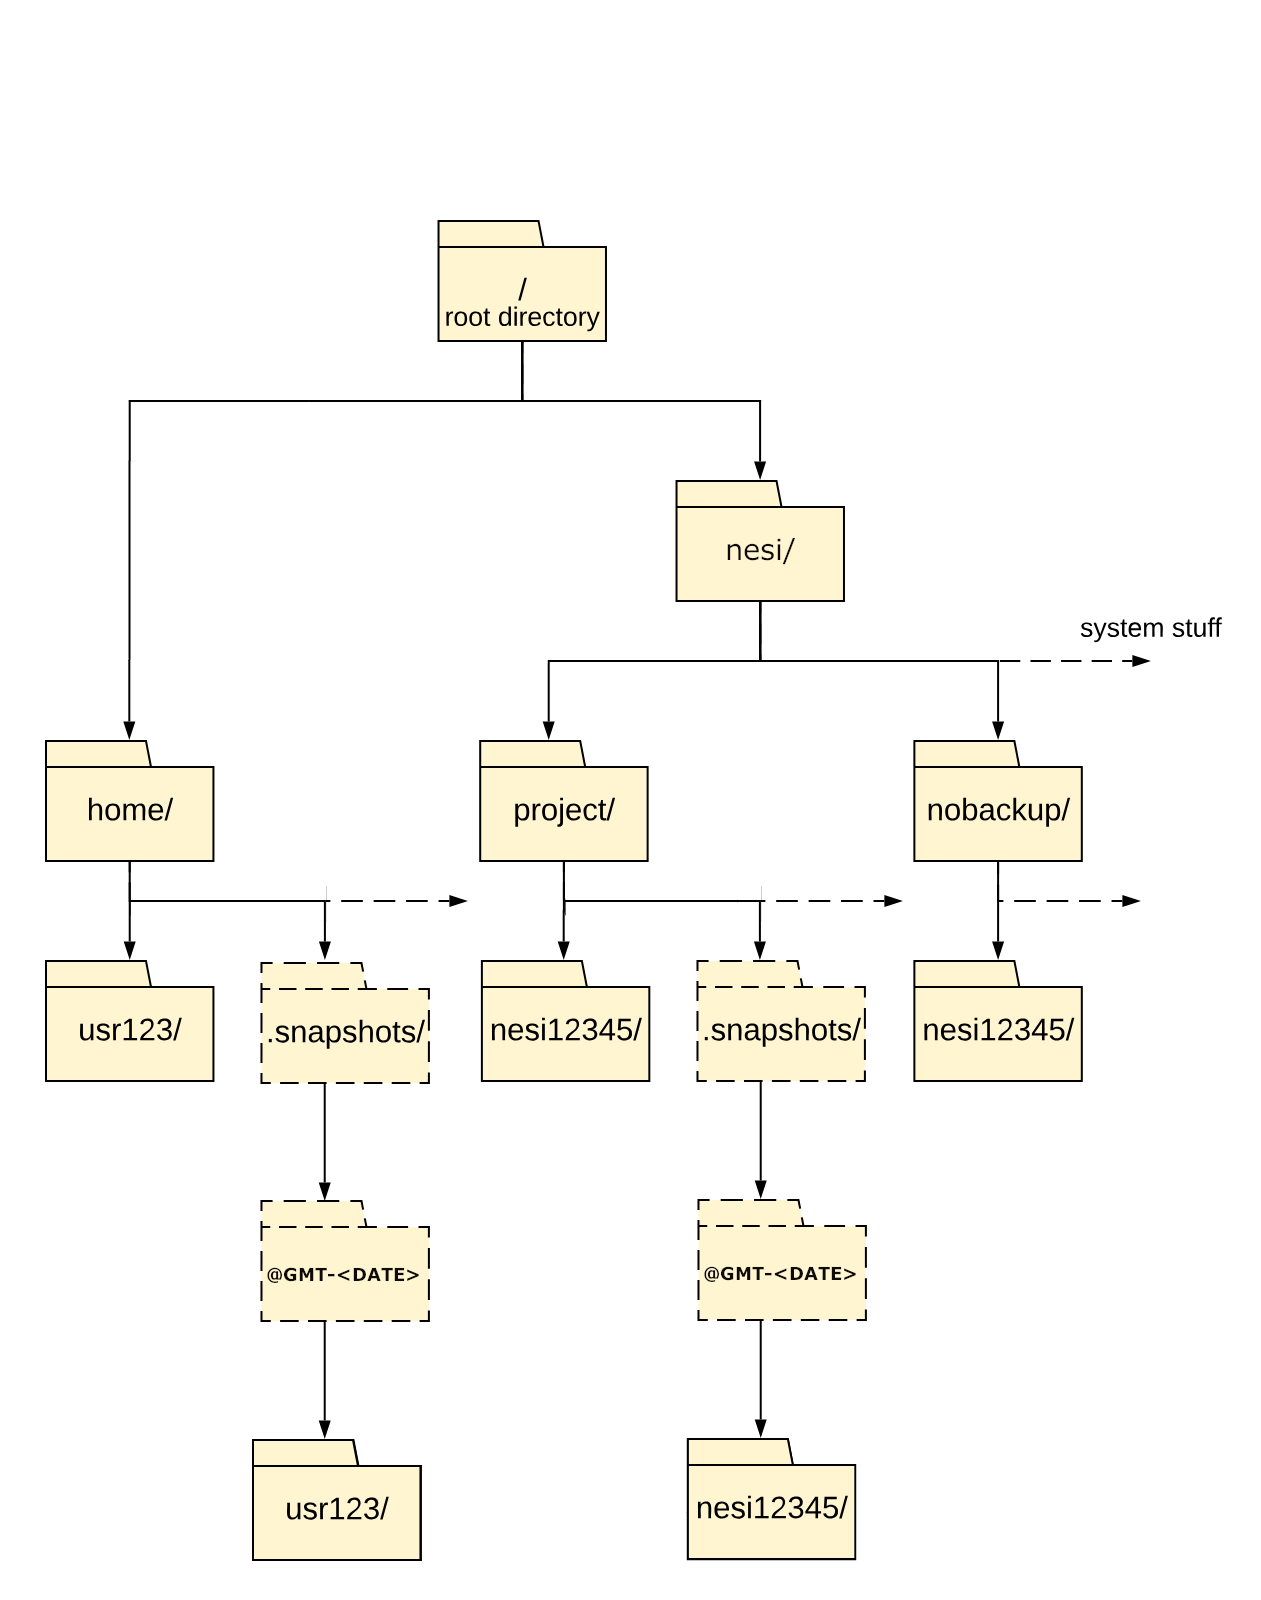 /
root directory
nesi/
system stuff
home/
project/
nobackup/
usr123/
.snapshots/
nesi12345/
.snapshots/
nesi12345/
@GMT-<DATE>
@GMT-<DATE>
usr123/
nesi12345/